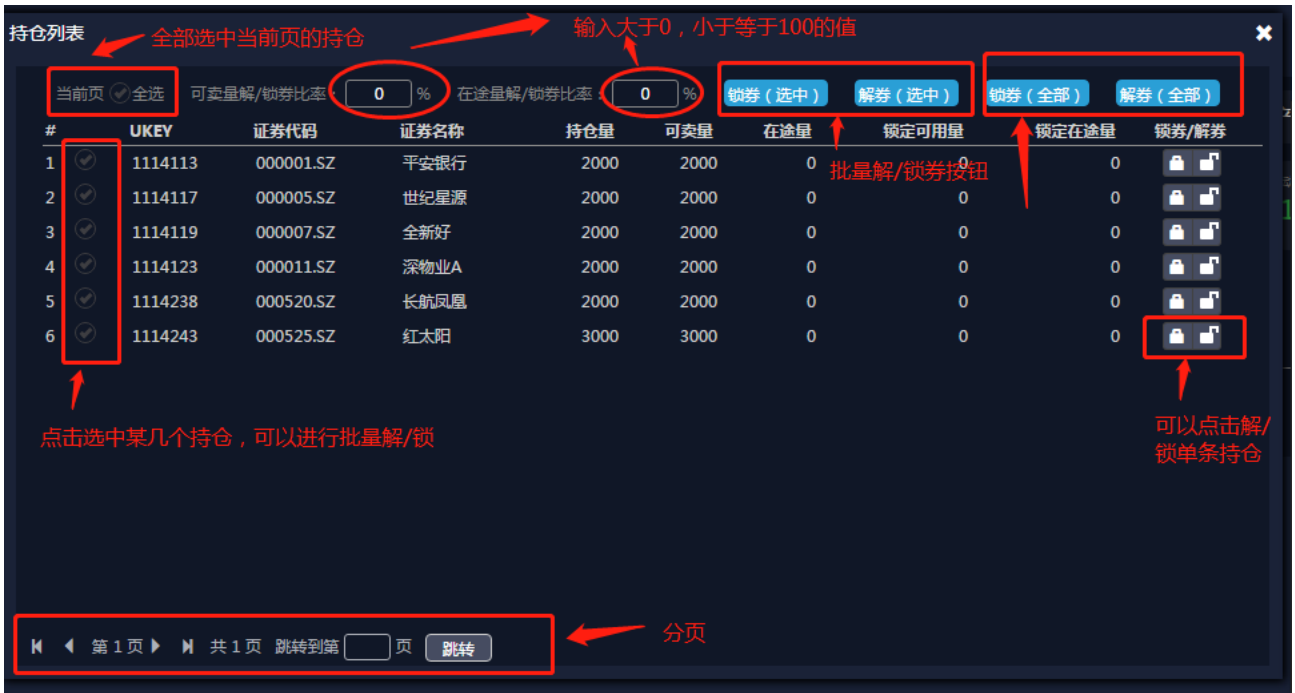 持仓列表
全部选中当前页的持仓
输入大于0，小于等于100的值
当前页 全选 可卖量解/锁券比率： 0 % 在途量解/锁券比率： 0 % 锁券（选中） 解券（选中） 锁券（全部） 解券（全部）
# UKEY 证券代码 证券名称 持仓量 可卖量 在途量 锁定可用量 锁定在途量 锁券/解券
1 1114113 000001.SZ 平安银行 2000 2000 0 0 0
批量解/锁券按钮
2 1114117 000005.SZ 世纪星源 2000 2000 0 0 0
3 1114119 000007.SZ 全新好 2000 2000 0 0 0
4 1114123 000011.SZ 深物业A 2000 2000 0 0 0
5 1114238 000520.SZ 长航凤凰 2000 2000 0 0 0
6 1114243 000525.SZ 红太阳 3000 3000 0 0 0
点击选中某几个持仓，可以进行批量解/锁
可以点击解/
锁单条持仓
分页
第 1 页 共 1 页 跳转到第 页 跳转